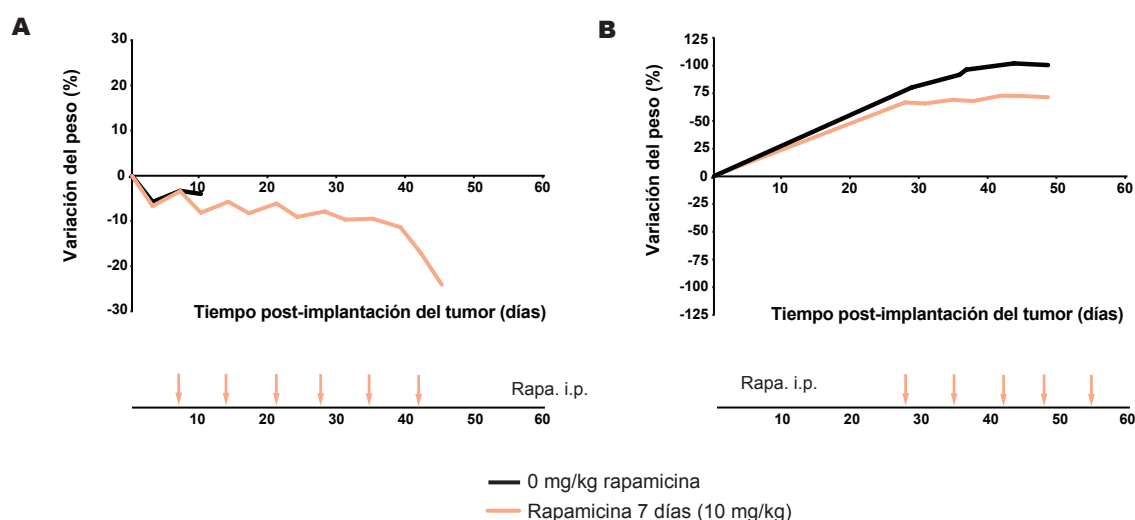 A
Variación del peso (%)
30
20
10
0
-10
-20
-30
10 20 30 40 50 60
Tiempo post-implantación del tumor (días)
Rapa. i.p.
10 20 30 40 50 60
B
Variación del peso (%)
125
-100
75
-50
25
0
-25
-50
-75
-100
-125
10 20 30 40 50 60
Tiempo post-implantación del tumor (días)
Rapa. i.p.
10 20 30 40 50 60
0 mg/kg rapamicina
Rapamicina 7 días (10 mg/kg)